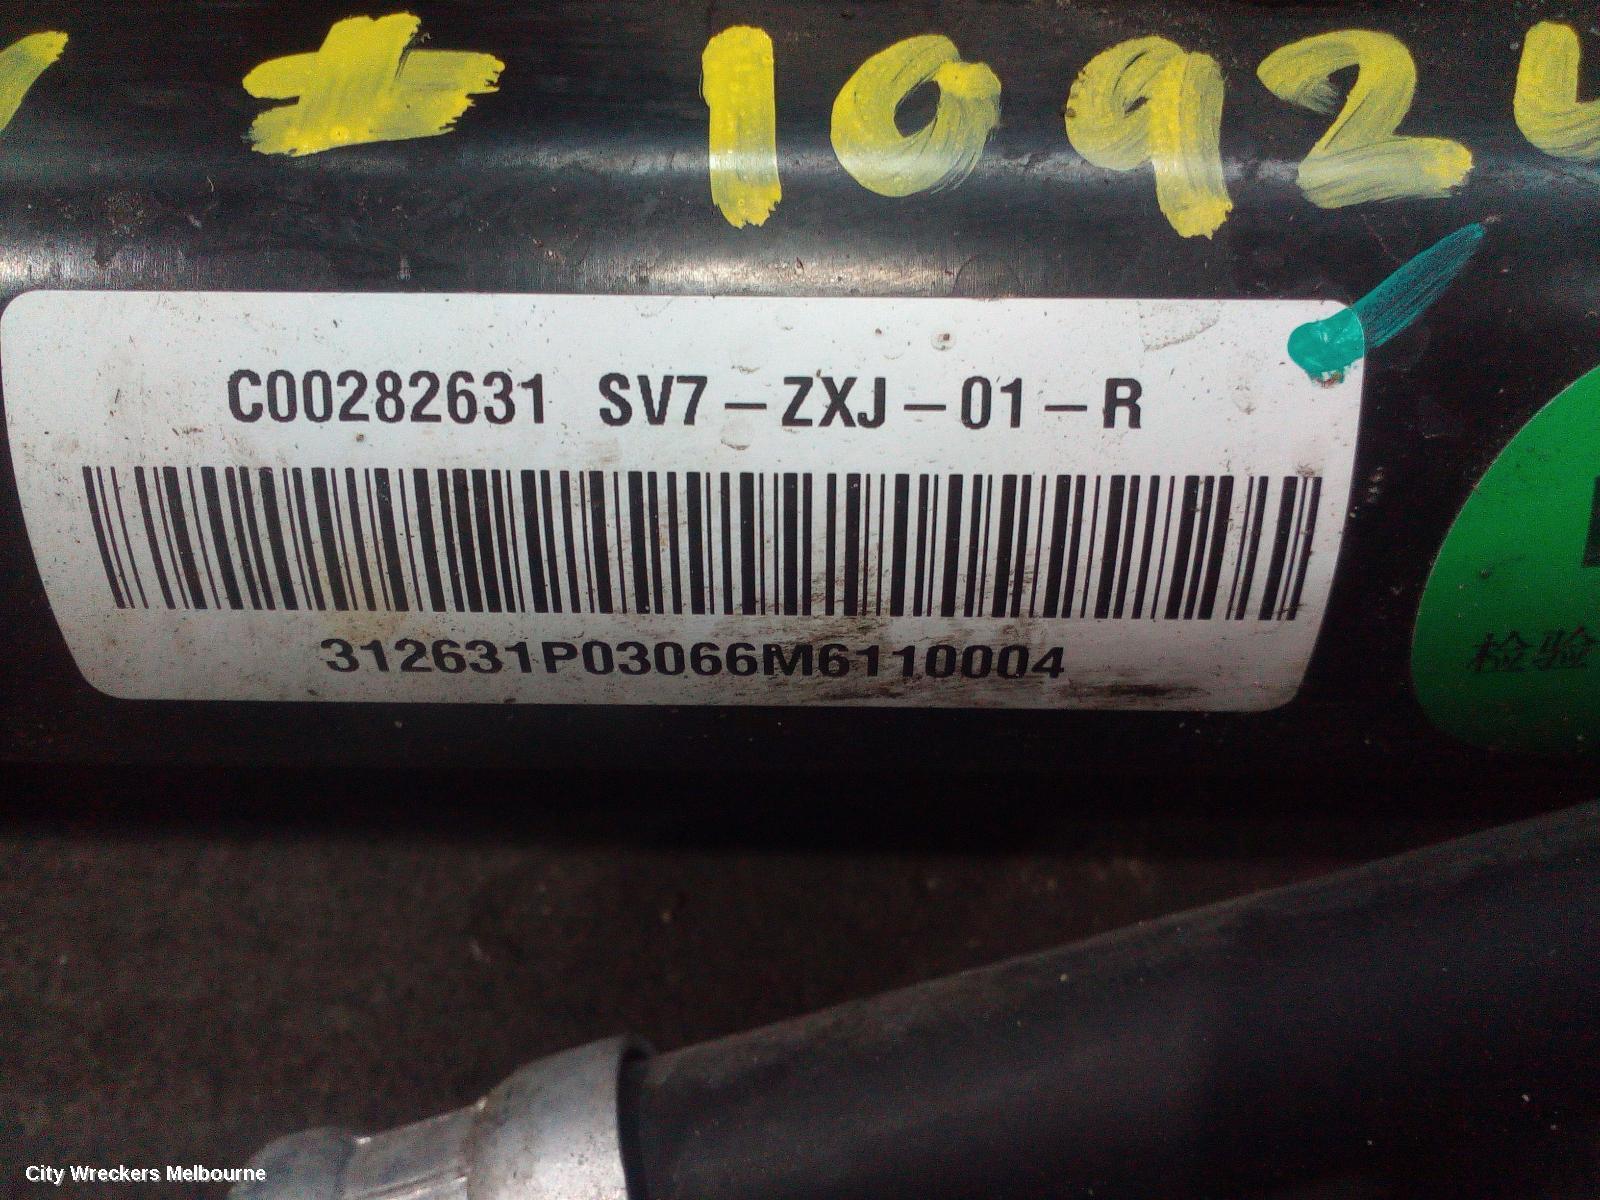 # 1092
C00282631 SV7-ZXJ-01-R
312631P03066M6110004
检验
City Wreckers Melbourne